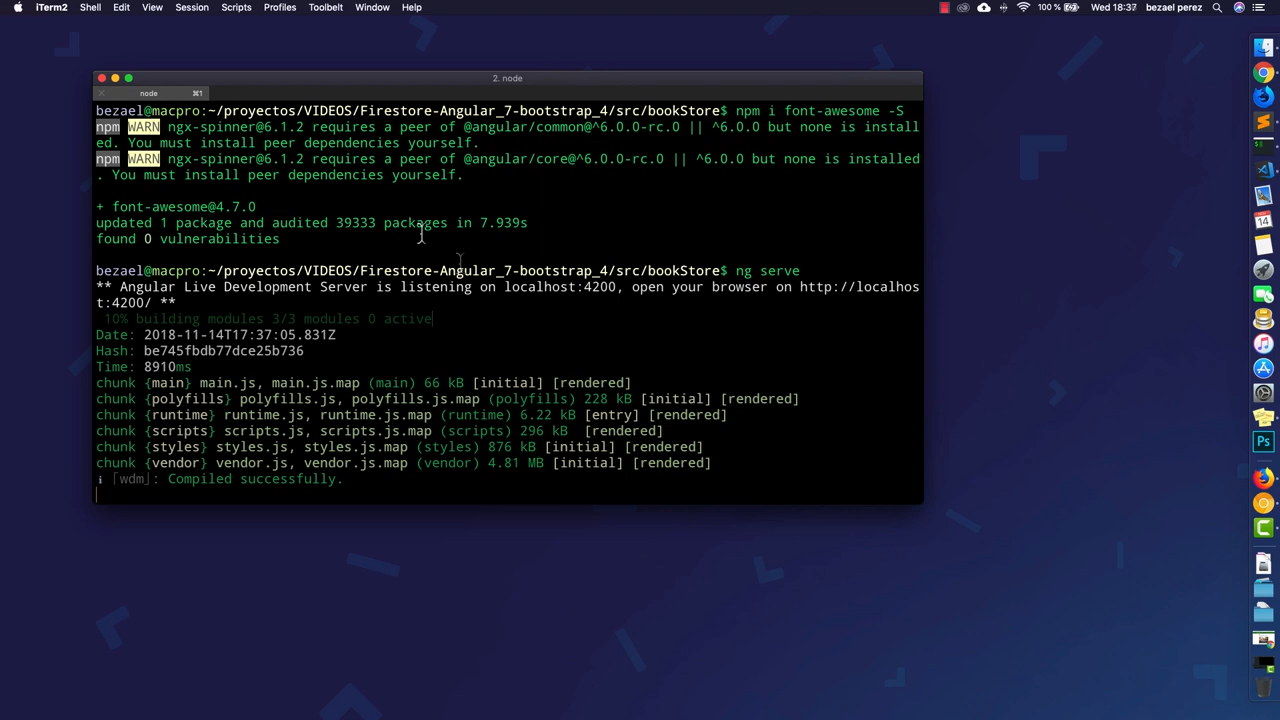 iTerm2 Shell Edit View Session Scripts Profiles Toolbelt Window Help 100 % Wed 18:37 bezael perez
2. node
node ⌘1
bezael@macpro:~/proyectos/VIDEOS/Firestore-Angular_7-bootstrap_4/src/bookStore$ npm i font-awesome -S
npm WARN ngx-spinner@6.1.2 requires a peer of @angular/common@^6.0.0-rc.0 || ^6.0.0 but none is install
ed. You must install peer dependencies yourself.
npm WARN ngx-spinner@6.1.2 requires a peer of @angular/core@^6.0.0-rc.0 || ^6.0.0 but none is installed
. You must install peer dependencies yourself.
+ font-awesome@4.7.0
updated 1 package and audited 39333 packages in 7.939s
found 0 vulnerabilities
bezael@macpro:~/proyectos/VIDEOS/Firestore-Angular_7-bootstrap_4/src/bookStore$ ng serve
** Angular Live Development Server is listening on localhost:4200, open your browser on http://localhos
t:4200/ **
10% building modules 3/3 modules 0 active
Date: 2018-11-14T17:37:05.831Z
Hash: be745fbdb77dce25b736
Time: 8910ms
chunk {main} main.js, main.js.map (main) 66 kB [initial] [rendered]
chunk {polyfills} polyfills.js, polyfills.js.map (polyfills) 228 kB [initial] [rendered]
chunk {runtime} runtime.js, runtime.js.map (runtime) 6.22 kB [entry] [rendered]
chunk {scripts} scripts.js, scripts.js.map (scripts) 296 kB [rendered]
chunk {styles} styles.js, styles.js.map (styles) 876 kB [initial] [rendered]
chunk {vendor} vendor.js, vendor.js.map (vendor) 4.81 MB [initial] [rendered]
ℹ ｢wdm｣: Compiled successfully.
14
Ps